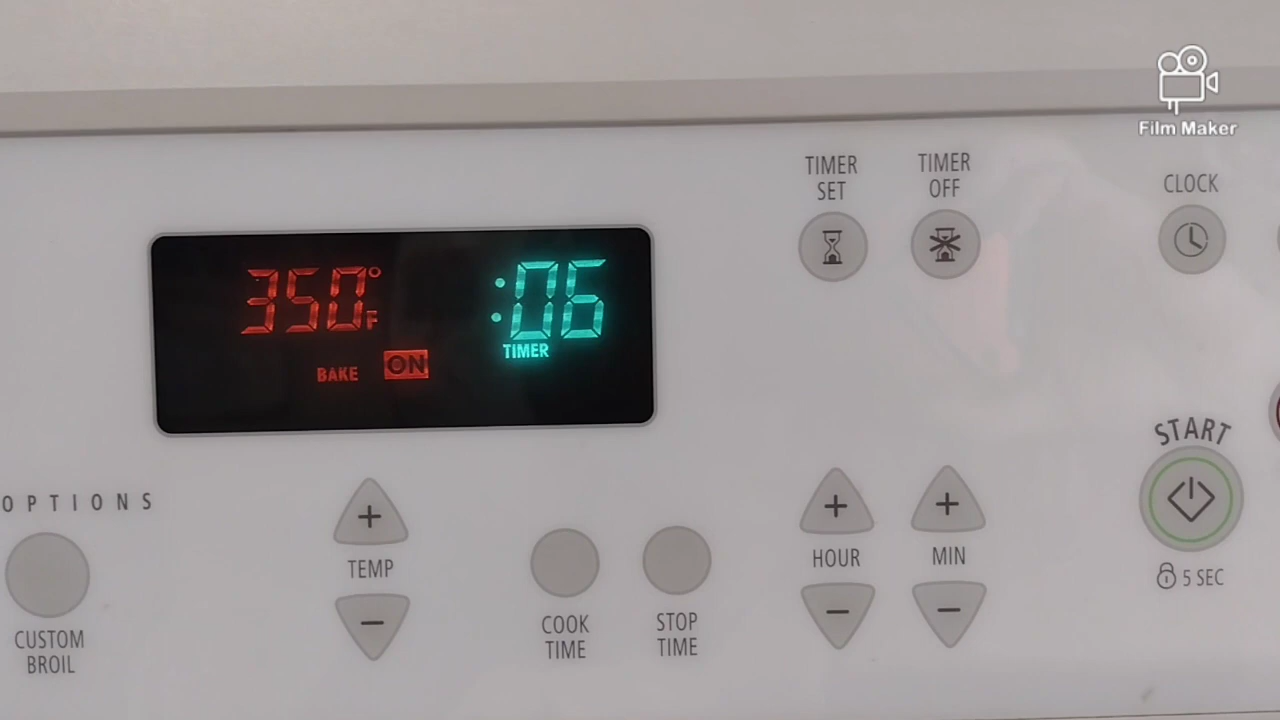 Film Maker
TIMER
SET
TIMER
OFF
CLOCK
350°F
:06
TIMER
BAKE
ON
START
OPTIONS
+
TEMP
-
COOK
TIME
STOP
TIME
+
HOUR
-
+
MIN
-
5 SEC
CUSTOM
BROIL